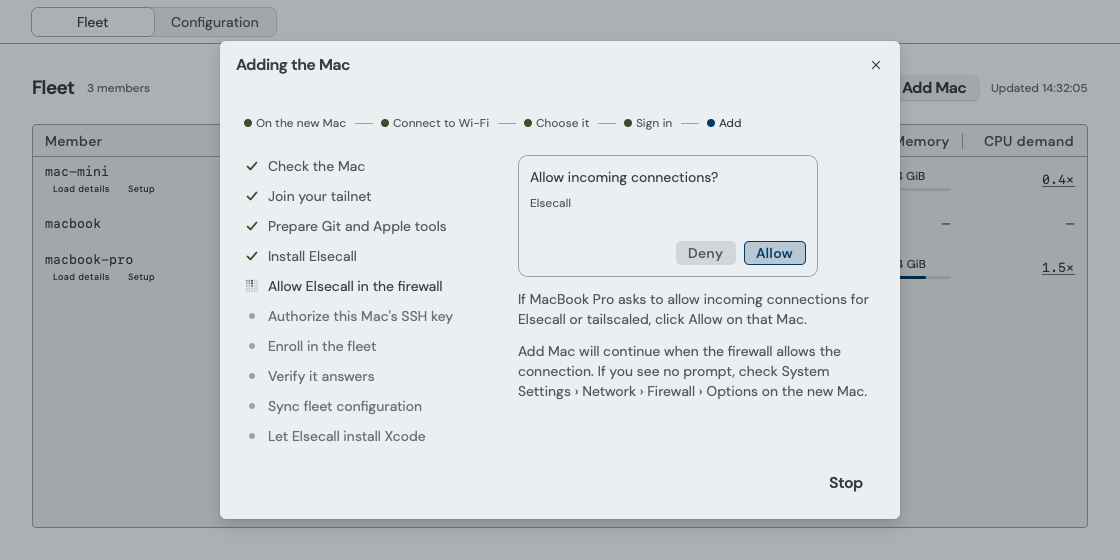 Fleet
Configuration
Fleet
3 members
Add Mac
Updated 14:32:05
Member
Memory
CPU demand
mac-mini
Load details
Setup
GiB
0.4×
macbook
—
—
macbook-pro
Load details
Setup
GiB
1.5×
Adding the Mac
×
On the new Mac
Connect to Wi-Fi
Choose it
Sign in
Add
Check the Mac
Join your tailnet
Prepare Git and Apple tools
Install Elsecall
Allow Elsecall in the firewall
Authorize this Mac's SSH key
Enroll in the fleet
Verify it answers
Sync fleet configuration
Let Elsecall install Xcode
Allow incoming connections?
Elsecall
Deny
Allow
If MacBook Pro asks to allow incoming connections for
Elsecall or tailscaled, click Allow on that Mac.
Add Mac will continue when the firewall allows the
connection. If you see no prompt, check System
Settings › Network › Firewall › Options on the new Mac.
Stop